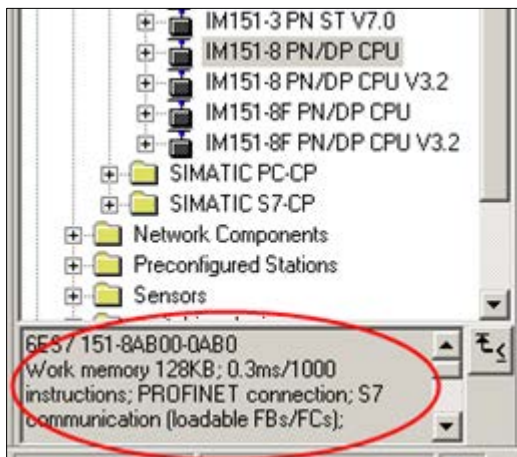 IM151-3 PN ST V7.0
IM151-8 PN/DP CPU
IM151-8 PN/DP CPU V3.2
IM151-8F PN/DP CPU
IM151-8F PN/DP CPU V3.2
SIMATIC PC-CP
SIMATIC S7-CP
Network Components
Preconfigured Stations
Sensors
6ES7 151-8AB00-0AB0
Work memory 128KB; 0.3ms/1000
instructions; PROFINET connection; S7
communication (loadable FBs/FCs);